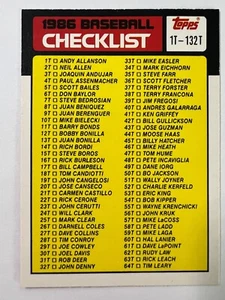 1986 BASEBALL
CHECKLIST
Topps
1T-132T
1T ANDY ALLANSON
2T NEIL ALLEN
3T JOAQUIN ANDUJAR
4T PAUL ASSENMACHER
5T SCOTT BAILES
6T DON BAYLOR
7T STEVE BEDROSIAN
8T JUAN BENIQUEZ
9T JUAN BERENGUER
10T MIKE BIELECKI
11T BARRY BONDS
12T BOBBY BONILLA
13T JUAN BONILLA
14T RICH BORDI
15T STEVE BOROS
16T RICK BURLESON
17T BILL CAMPBELL
18T TOM CANDIOTTI
19T JOHN CANGELOSI
20T JOSE CANSECO
21T CARMEN CASTILLO
22T RICK CERONE
23T JOHN CERUTTI
24T WILL CLARK
25T MARK CLEAR
26T DARNELL COLES
27T DAVE COLLINS
28T TIM CONROY
29T JOE COWLEY
30T JOEL DAVIS
31T ROB DEER
32T JOHN DENNY
33T MIKE EASLER
34T MARK EICHHORN
35T STEVE FARR
36T SCOTT FLETCHER
37T TERRY FORSTER
38T TERRY FRANCONA
39T JIM FREGOSI
40T ANDRES GALARRAGA
41T KEN GRIFFEY
42T BILL GULLICKSON
43T JOSE GUZMAN
44T MOOSE HAAS
45T BILLY HATCHER
46T MIKE HEATH
47T TOM HUME
48T PETE INCAVIGLIA
49T DANE IORG
50T BO JACKSON
51T WALLY JOYNER
52T CHARLIE KERFELD
53T ERIC KING
54T BOB KIPPER
55T WAYNE KRENCHICKI
56T JOHN KRUK
57T MIKE LACOSS
58T PETE LADD
59T MIKE LAGA
60T HAL LANIER
61T DAVE LAPOINT
62T RUDY LAW
63T RICK LEACH
64T TIM LEARY